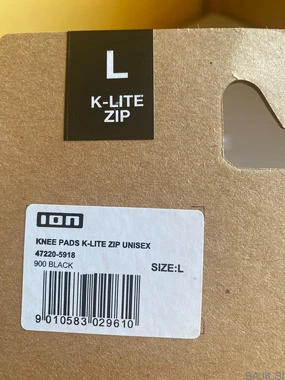 L
K-LITE
ZIP
ION
KNEE PADS K-LITE ZIP UNISEX
47220-5918
900 BLACK
SIZE:L
9 010583 029610